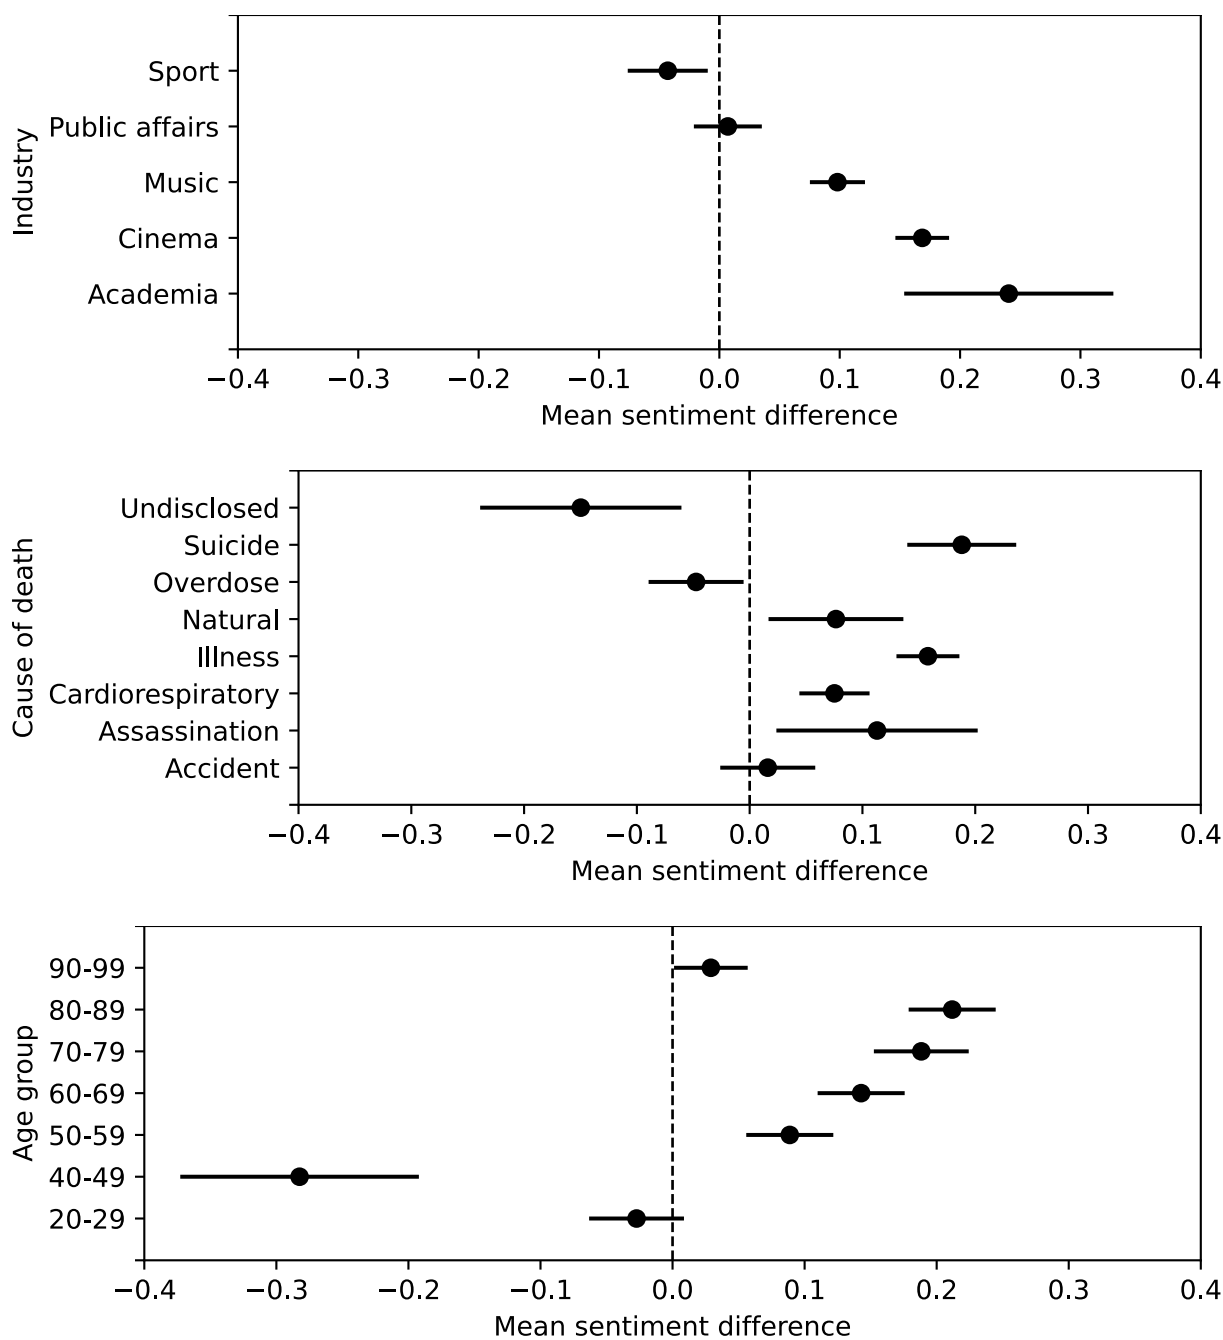 Industry
Sport
Public affairs
Music
Cinema
Academia
−0.4 −0.3 −0.2 −0.1 0.0 0.1 0.2 0.3 0.4
Mean sentiment difference
Cause of death
Undisclosed
Suicide
Overdose
Natural
Illness
Cardiorespiratory
Assassination
Accident
−0.4 −0.3 −0.2 −0.1 0.0 0.1 0.2 0.3 0.4
Mean sentiment difference
Age group
90-99
80-89
70-79
60-69
50-59
40-49
20-29
−0.4 −0.3 −0.2 −0.1 0.0 0.1 0.2 0.3 0.4
Mean sentiment difference